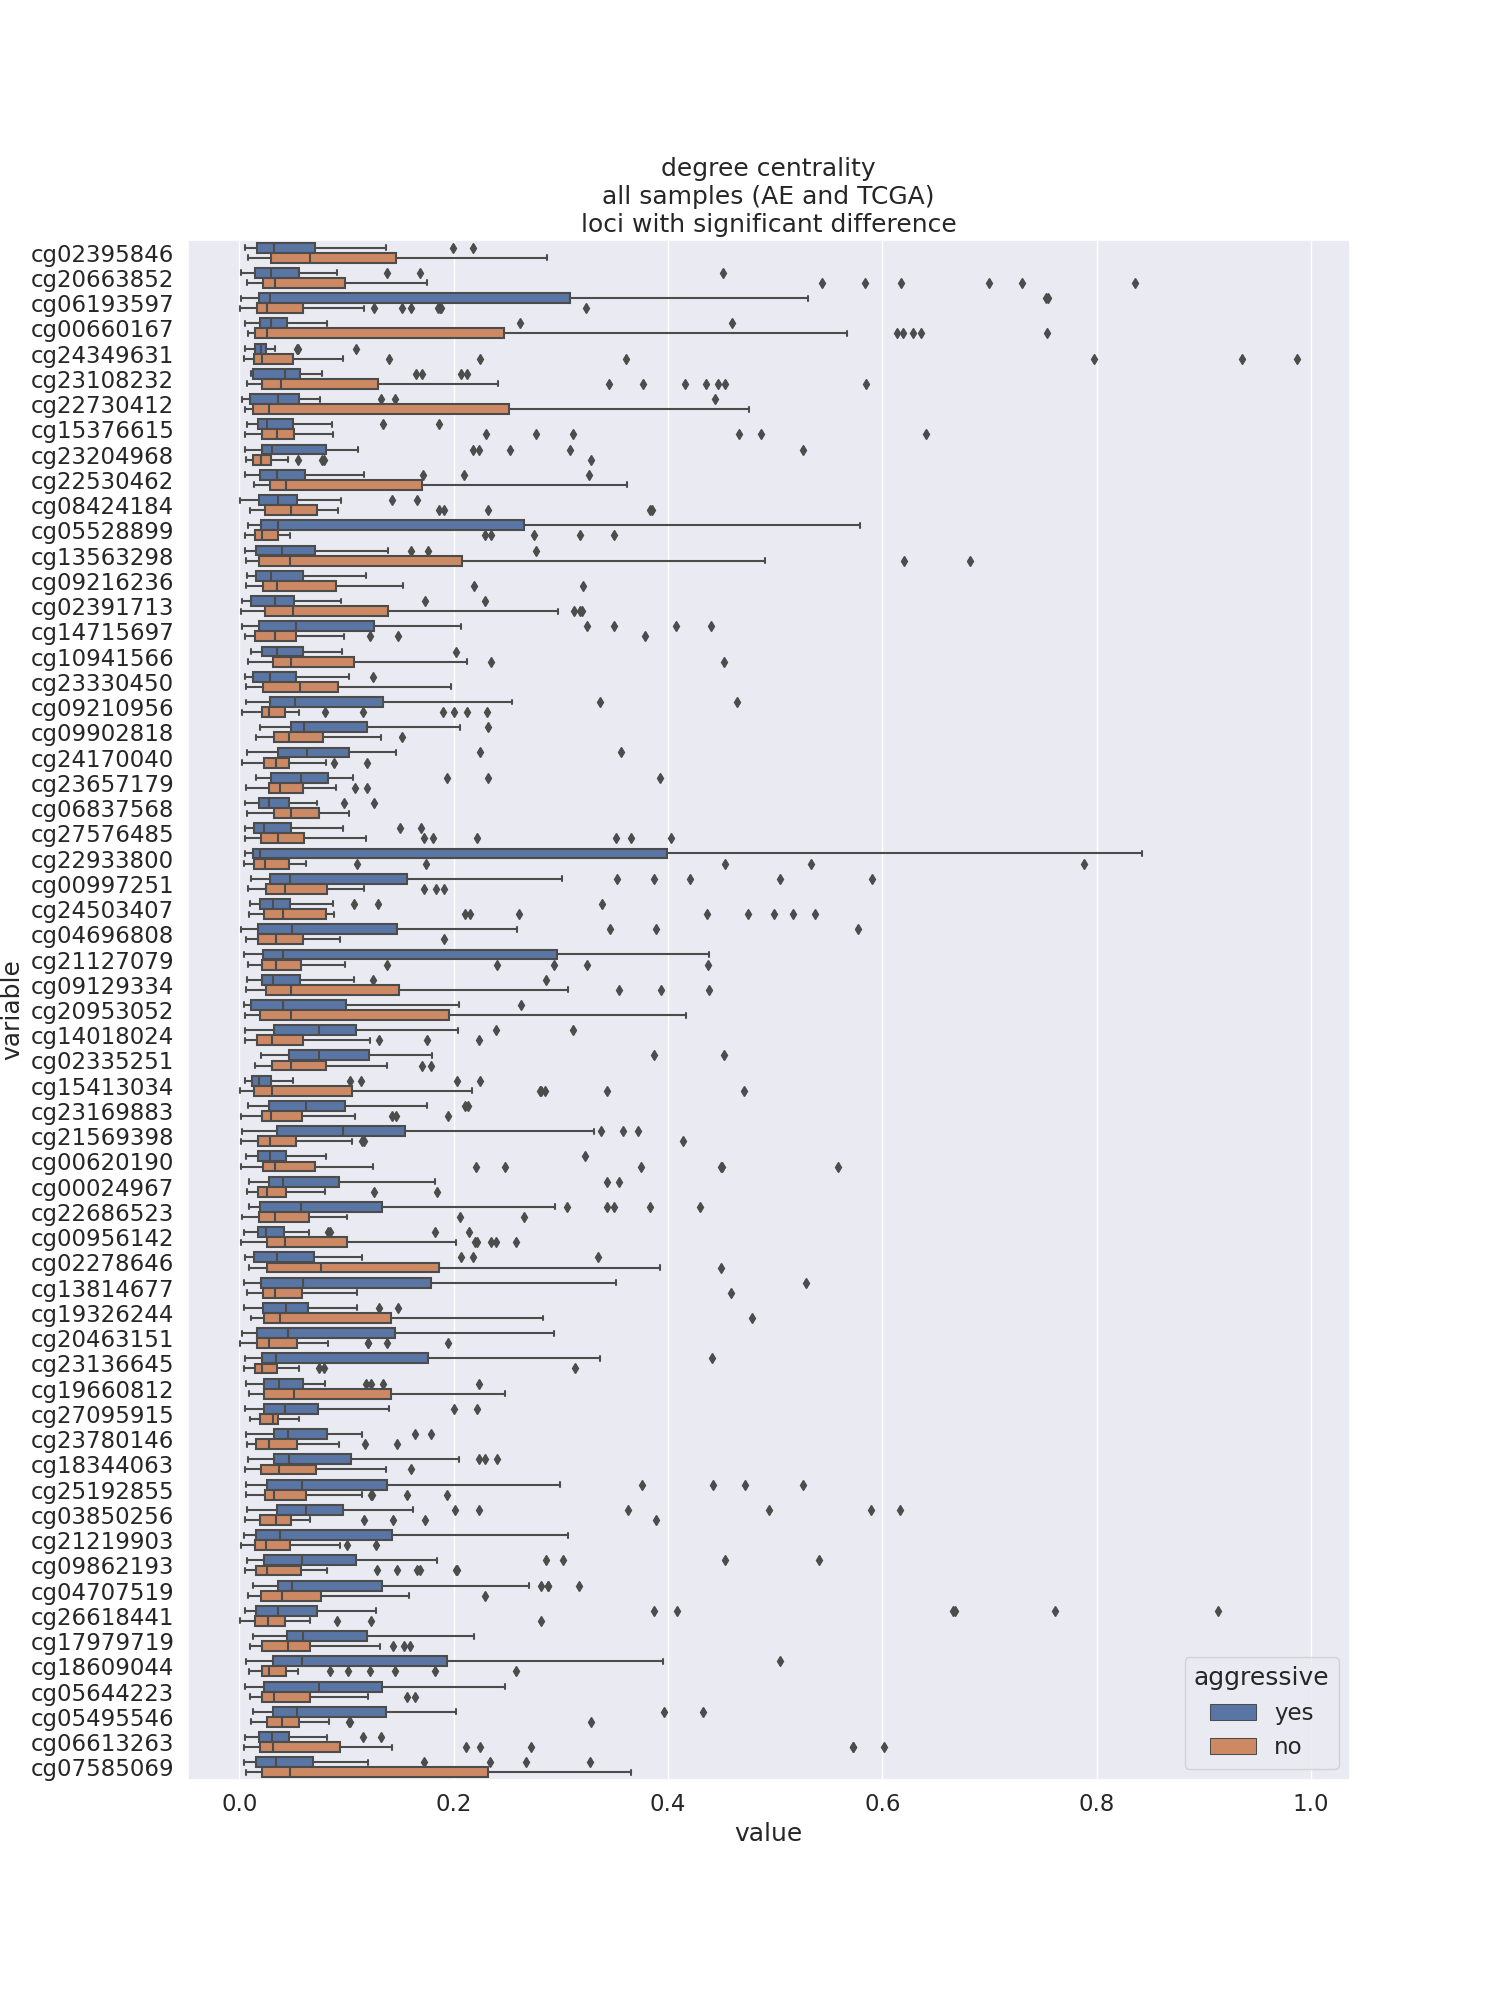 degree centrality
all samples (AE and TCGA)
loci with significant difference
variable
cg02395846
cg20663852
cg06193597
cg00660167
cg24349631
cg23108232
cg22730412
cg15376615
cg23204968
cg22530462
cg08424184
cg05528899
cg13563298
cg09216236
cg02391713
cg14715697
cg10941566
cg23330450
cg09210956
cg09902818
cg24170040
cg23657179
cg06837568
cg27576485
cg22933800
cg00997251
cg24503407
cg04696808
cg21127079
cg09129334
cg20953052
cg14018024
cg02335251
cg15413034
cg23169883
cg21569398
cg00620190
cg00024967
cg22686523
cg00956142
cg02278646
cg13814677
cg19326244
cg20463151
cg23136645
cg19660812
cg27095915
cg23780146
cg18344063
cg25192855
cg03850256
cg21219903
cg09862193
cg04707519
cg26618441
cg17979719
cg18609044
cg05644223
cg05495546
cg06613263
cg07585069
aggressive
yes
no
0.0 0.2 0.4 0.6 0.8 1.0
value